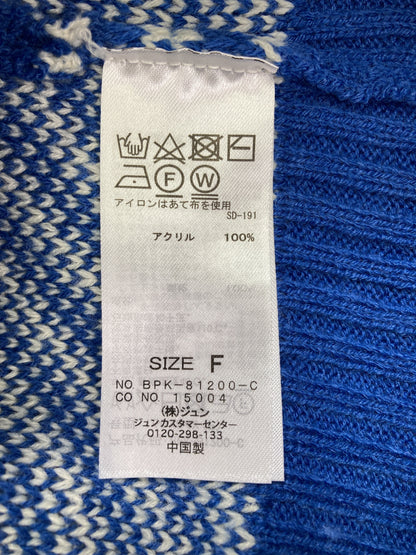 F
W
アイロンはあて布を使用
SD-191
アクリル 100%
SIZE F
NO. BPK-81200-C
CO NO. 15004
(株)ジュン
ジュンカスタマーセンター
0120-298-133
中国製